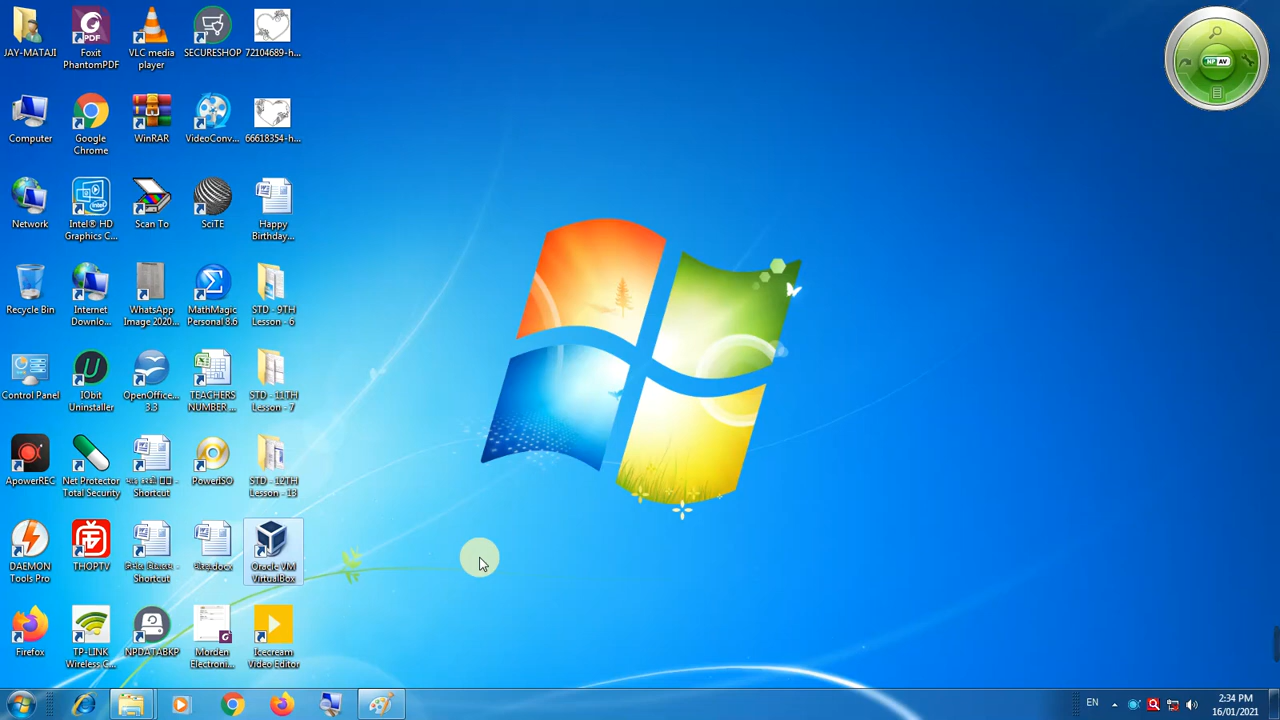 JAY-MATAJI
Foxit
PhantomPDF
VLC media
player
SECURESHOP
72104689-h...
Computer
Google
Chrome
WinRAR
VideoConv...
66618354-h...
Network
Intel® HD
Graphics C...
Scan To
SciTE
Happy
Birthday...
Recycle Bin
Internet
Downlo...
WhatsApp
Image 2020...
MathMagic
Personal 8.6
STD - 9TH
Lesson - 6
Control Panel
IObit
Uninstaller
OpenOffice...
3.3
TEACHERS
NUMBER ...
STD - 11TH
Lesson - 7
ApowerREC
Net Protector
Total Security
Shortcut
PowerISO
STD - 12TH
Lesson - 13
DAEMON
Tools Pro
THOPTV
Shortcut
.docx
Oracle VM
VirtualBox
Firefox
TP-LINK
Wireless C...
NPDATABKP
Morden
Electroni...
Icecream
Video Editor
NP AV
EN
2:34 PM
16/01/2021